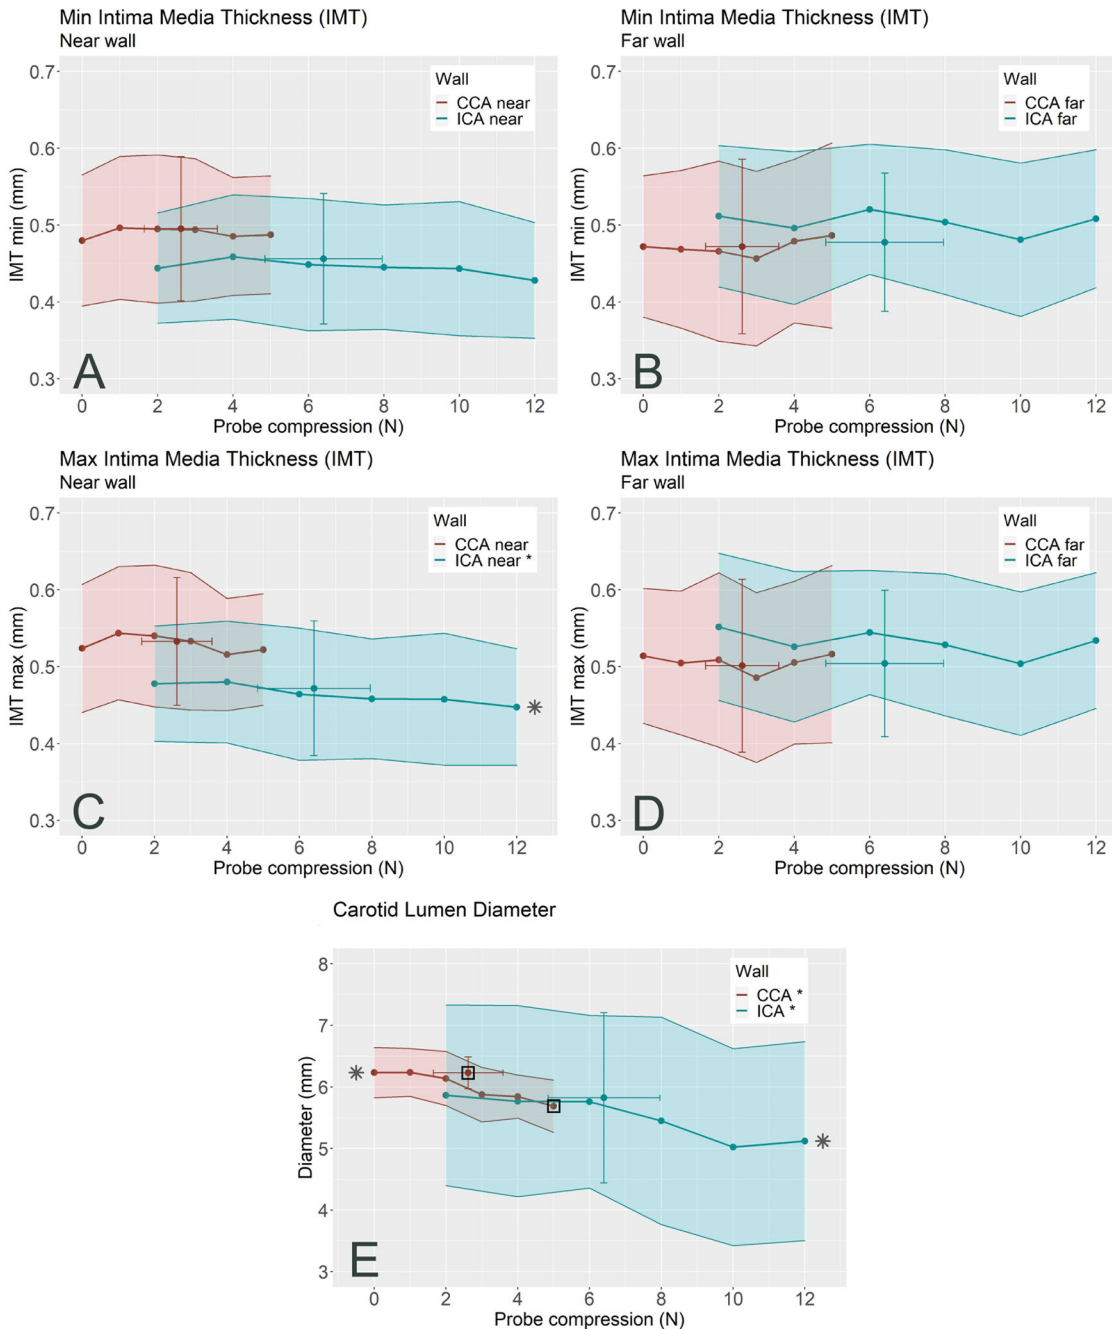 Min Intima Media Thickness (IMT)
Near wall
0.7
0.6
0.5
0.4
0.3
IMT min (mm)
Wall
CCA near
ICA near
A
0 2 4 6 8 10 12
Probe compression (N)
Min Intima Media Thickness (IMT)
Far wall
0.7
0.6
0.5
0.4
0.3
IMT min (mm)
Wall
CCA far
ICA far
B
0 2 4 6 8 10 12
Probe compression (N)
Max Intima Media Thickness (IMT)
Near wall
0.7
0.6
0.5
0.4
0.3
IMT max (mm)
Wall
CCA near
ICA near *
*
C
0 2 4 6 8 10 12
Probe compression (N)
Max Intima Media Thickness (IMT)
Far wall
0.7
0.6
0.5
0.4
0.3
IMT max (mm)
Wall
CCA far
ICA far
D
0 2 4 6 8 10 12
Probe compression (N)
Carotid Lumen Diameter
8
7
6
5
4
3
Diameter (mm)
Wall
CCA *
ICA *
*
*
E
0 2 4 6 8 10 12
Probe compression (N)